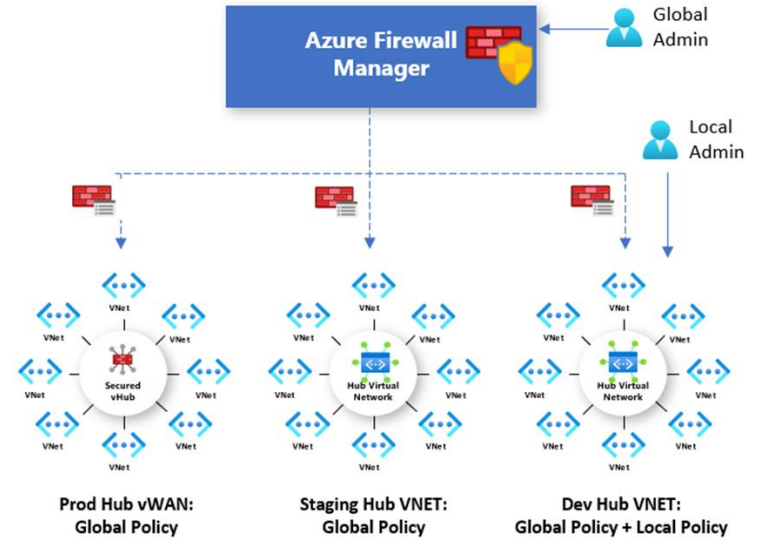 Azure Firewall
Manager
Global
Admin
Local
Admin
VNet
VNet
VNet
VNet
VNet
VNet
VNet
VNet
Secured
vHub
VNet
VNet
VNet
VNet
VNet
VNet
VNet
VNet
Hub Virtual
Network
VNet
VNet
VNet
VNet
VNet
VNet
VNet
VNet
Hub Virtual
Network
Prod Hub vWAN:
Global Policy
Staging Hub VNET:
Global Policy
Dev Hub VNET:
Global Policy + Local Policy